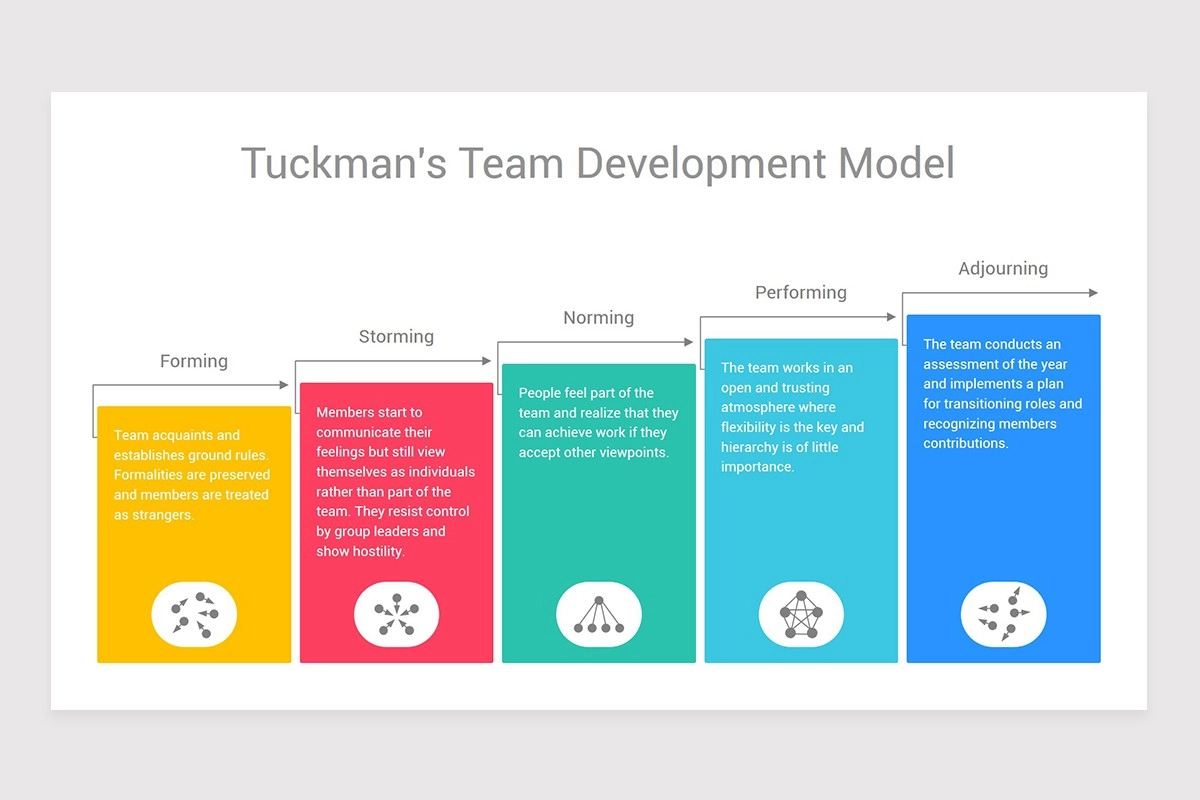 Tuckman's Team Development Model
Forming
Team acquaints and
establishes ground rules.
Formalities are preserved
and members are treated
as strangers.
Storming
Members start to
communicate their
feelings but still view
themselves as individuals
rather than part of the
team. They resist control
by group leaders and
show hostility.
Norming
People feel part of the
team and realize that they
can achieve work if they
accept other viewpoints.
Performing
The team works in an
open and trusting
atmosphere where
flexibility is the key and
hierarchy is of little
importance.
Adjourning
The team conducts an
assessment of the year
and implements a plan
for transitioning roles and
recognizing members
contributions.